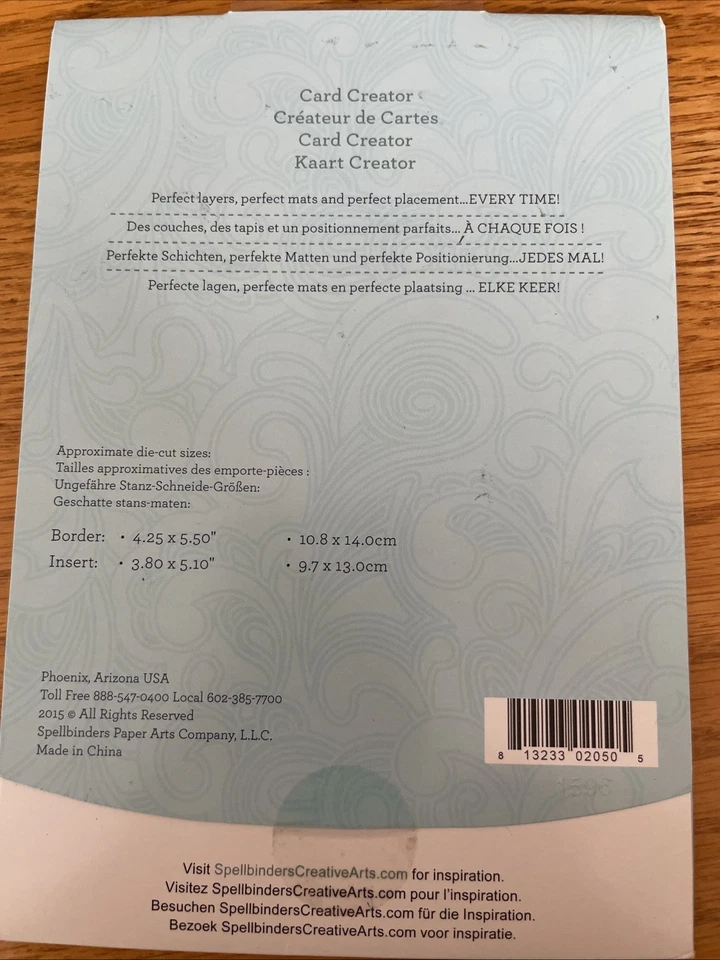 Card Creator
Créateur de Cartes
Card Creator
Kaart Creator
Perfect layers, perfect mats and perfect placement...EVERY TIME!
Des couches, des tapis et un positionnement parfaits... À CHAQUE FOIS !
Perfekte Schichten, perfekte Matten und perfekte Positionierung...JEDES MAL!
Perfecte lagen, perfecte mats en perfecte plaatsing ... ELKE KEER!
Approximate die-cut sizes:
Tailles approximatives des emporte-pièces :
Ungefähre Stanz-Schneide-Größen:
Geschatte stans-maten:
Border: • 4.25 x 5.50" • 10.8 x 14.0cm
Insert: • 3.80 x 5.10" • 9.7 x 13.0cm
Phoenix, Arizona USA
Toll Free 888-547-0400 Local 602-385-7700
2015 © All Rights Reserved
Spellbinders Paper Arts Company, L.L.C.
Made in China
8 13233 02050 5
Visit SpellbindersCreativeArts.com for inspiration.
Visitez SpellbindersCreativeArts.com pour l'inspiration.
Besuchen SpellbindersCreativeArts.com für die Inspiration.
Bezoek SpellbindersCreativeArts.com voor inspiratie.